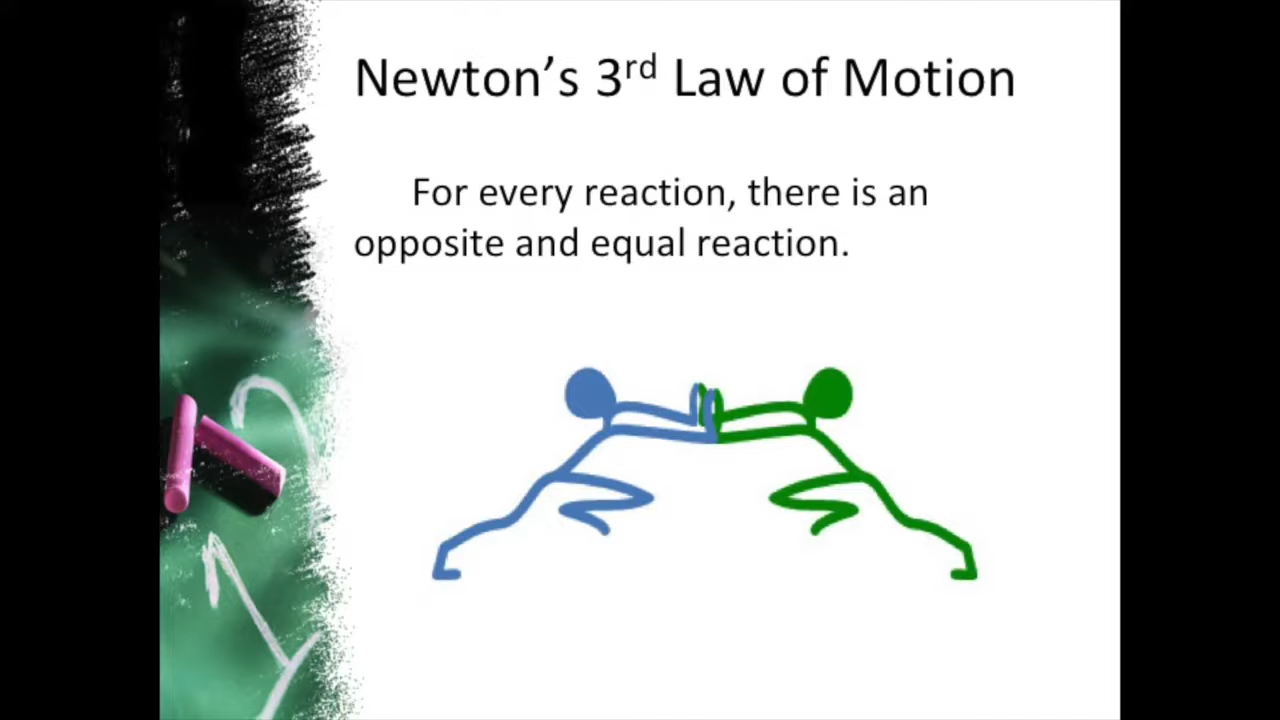 Newton's 3rd Law of Motion
For every reaction, there is an
opposite and equal reaction.